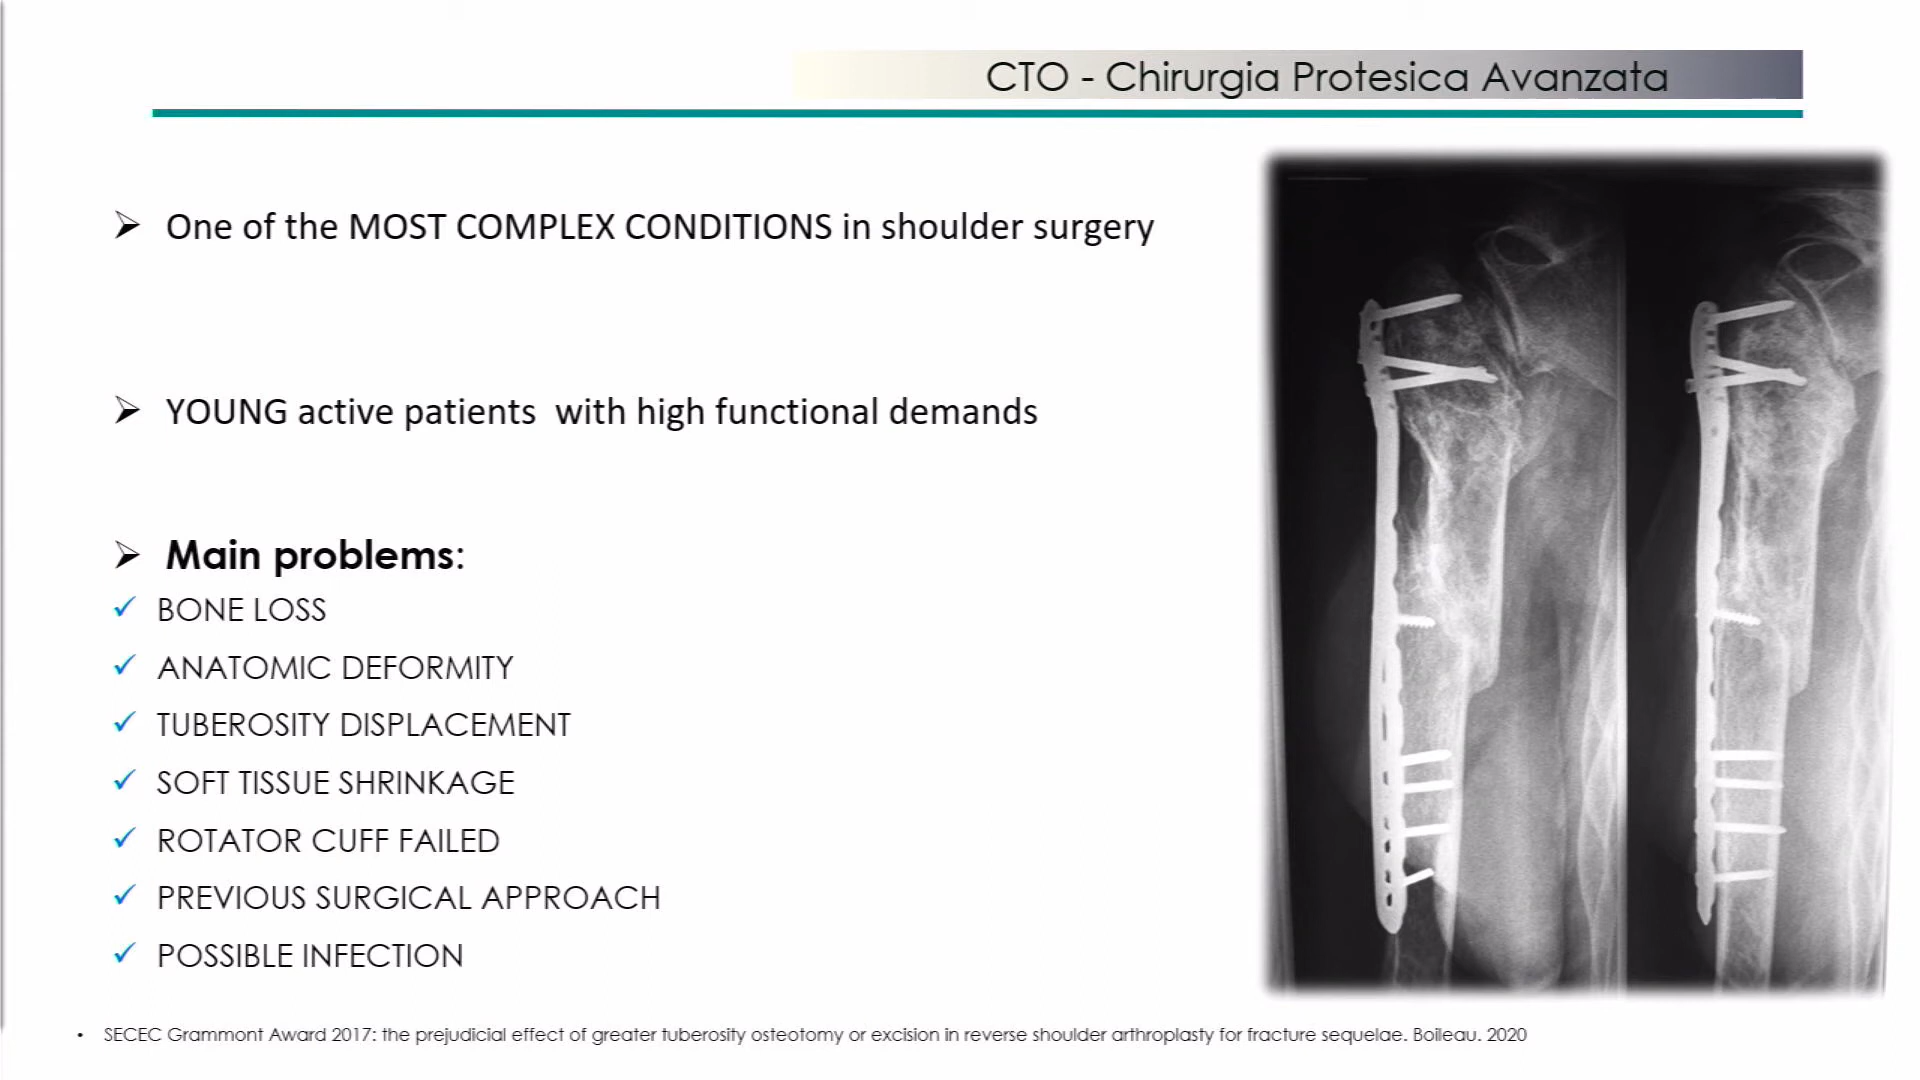 CTO - Chirurgia Protesica Avanzata
One of the MOST COMPLEX CONDITIONS in shoulder surgery
YOUNG active patients with high functional demands
Main problems:
BONE LOSS
ANATOMIC DEFORMITY
TUBEROSITY DISPLACEMENT
SOFT TISSUE SHRINKAGE
ROTATOR CUFF FAILED
PREVIOUS SURGICAL APPROACH
POSSIBLE INFECTION
SECEC Grammont Award 2017: the prejudicial effect of greater tuberosity osteotomy or excision in reverse shoulder arthroplasty for fracture sequelae. Boileau. 2020